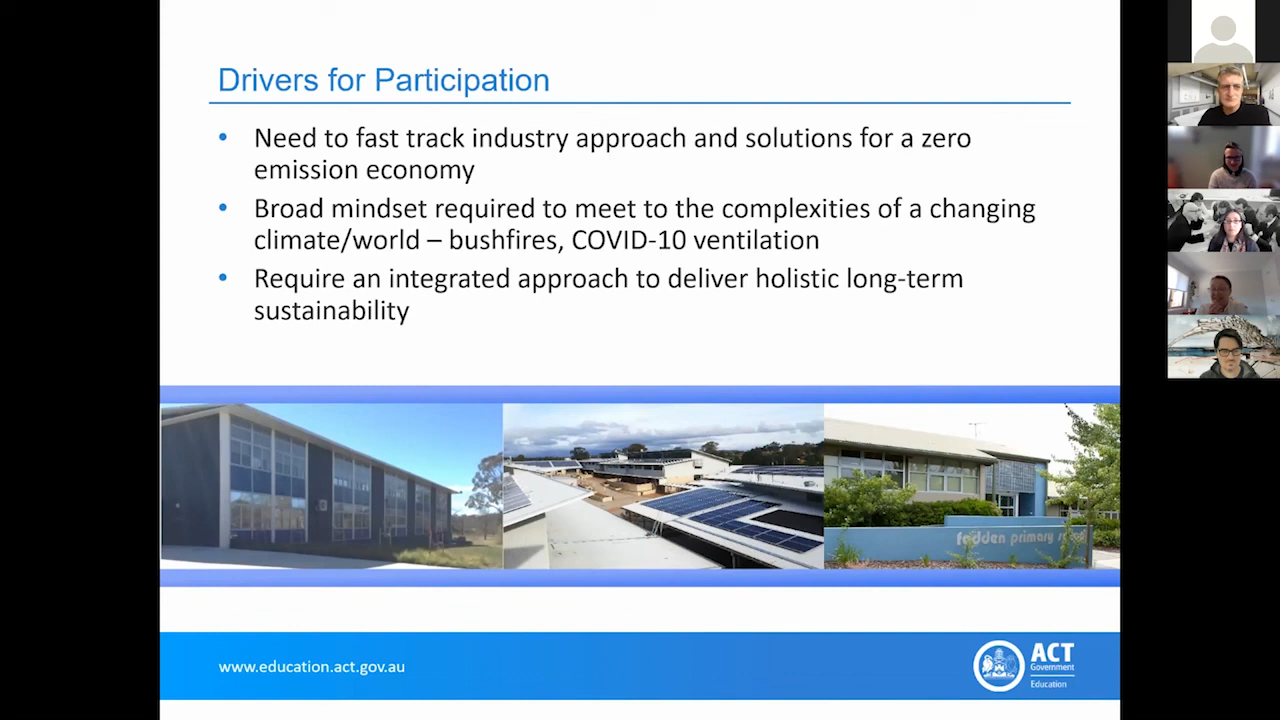 Drivers for Participation
• Need to fast track industry approach and solutions for a zero
emission economy
• Broad mindset required to meet to the complexities of a changing
climate/world – bushfires, COVID-10 ventilation
• Require an integrated approach to deliver holistic long-term
sustainability
fadden primary
www.education.act.gov.au
ACT
Government
Education